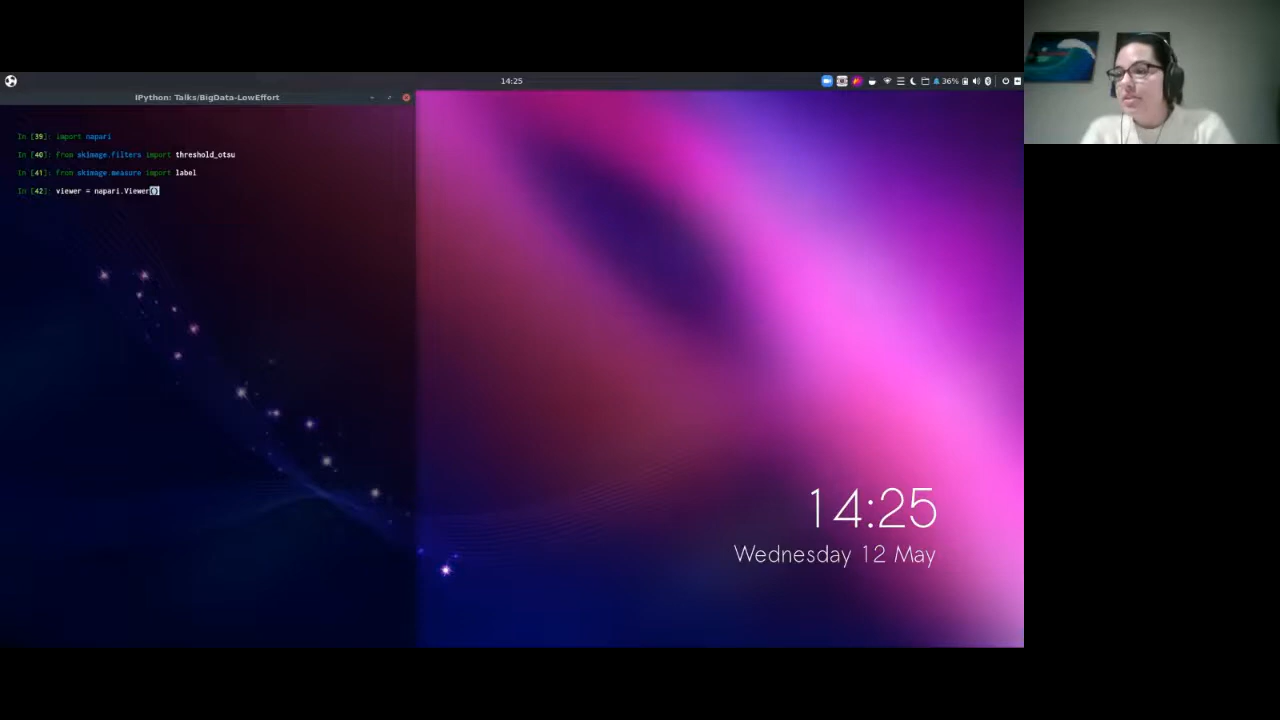 14:25
36%
IPython: Talks/BigData-LowEffort
In [39]: import napari
In [40]: from skimage.filters import threshold_otsu
In [41]: from skimage.measure import label
In [42]: viewer = napari.Viewer()
14:25
Wednesday 12 May